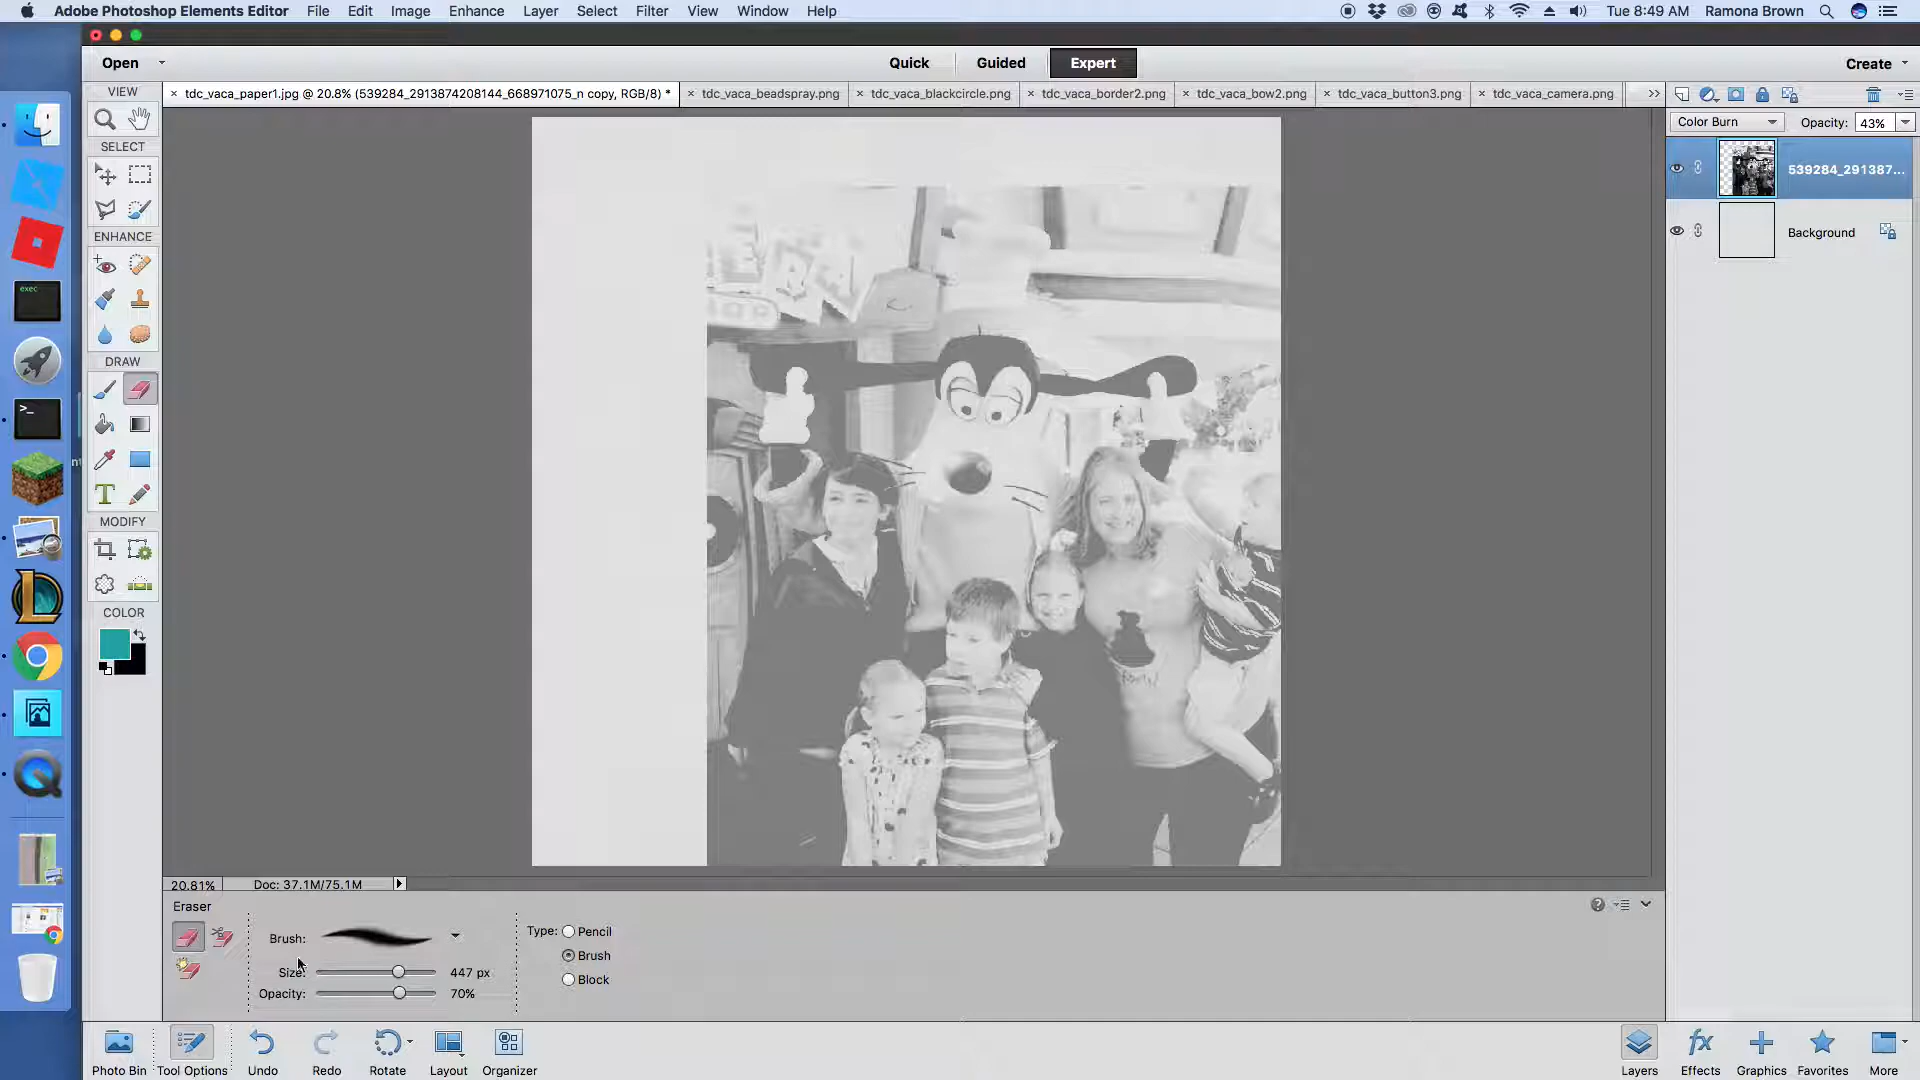 Adobe Photoshop Elements Editor File Edit Image Enhance Layer Select Filter View Window Help Tue 8:49 AM Ramona Brown
Open Quick Guided Expert Create
VIEW
× tdc_vaca_paper1.jpg @ 20.8% (539284_2913874208144_668971075_n copy, RGB/8) * × tdc_vaca_beadspray.png × tdc_vaca_blackcircle.png × tdc_vaca_border2.png × tdc_vaca_bow2.png × tdc_vaca_button3.png × tdc_vaca_camera.png >>
Color Burn Opacity: 43%
SELECT
539284_291387...
Background
ENHANCE
exec
DRAW
>_
T
MODIFY
COLOR
20.81% Doc: 37.1M/75.1M
Eraser
Brush:
Size: 447 px
Opacity: 70%
Type: Pencil
Brush
Block
Photo Bin Tool Options Undo Redo Rotate Layout Organizer fx Layers Effects Graphics Favorites More